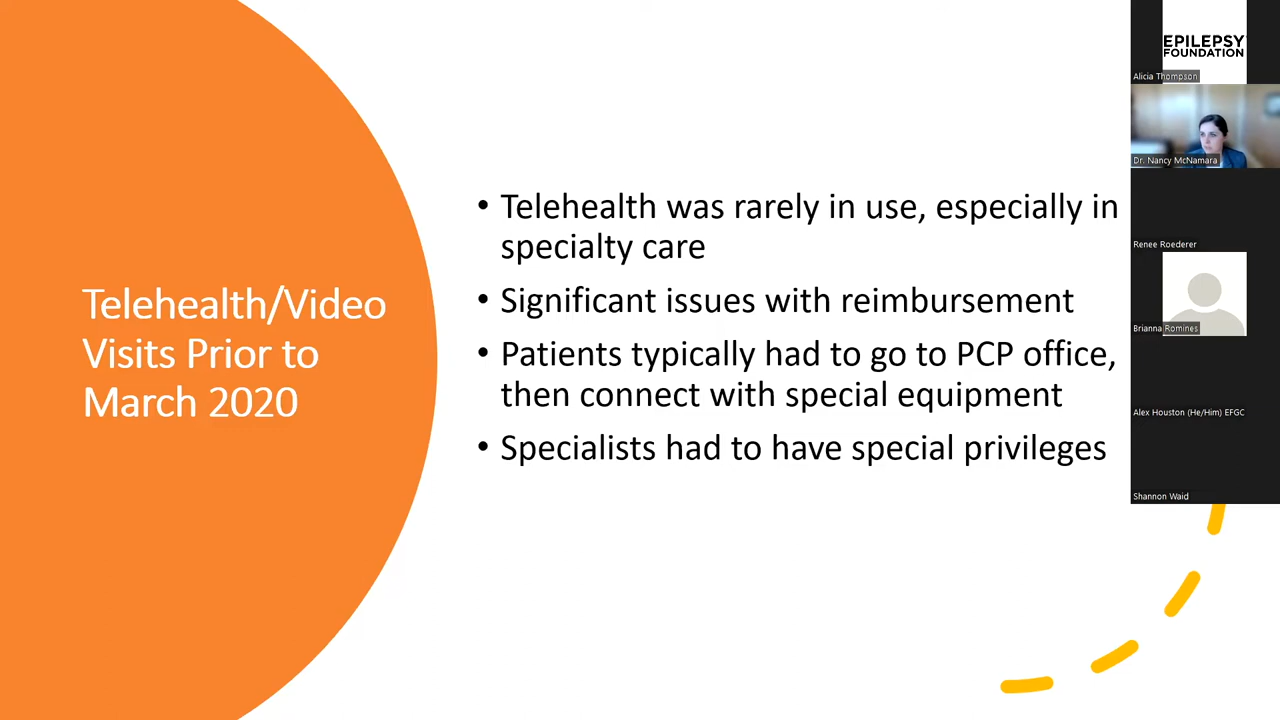 Telehealth/Video
Visits Prior to
March 2020
• Telehealth was rarely in use, especially in
specialty care
• Significant issues with reimbursement
• Patients typically had to go to PCP office,
then connect with special equipment
• Specialists had to have special privileges
EPILEPSY
FOUNDATION
Alicia Thompson
Dr. Nancy McNamara
Renee Roederer
Brianna Romines
Alex Houston (He/Him) EFGC
Shannon Waid